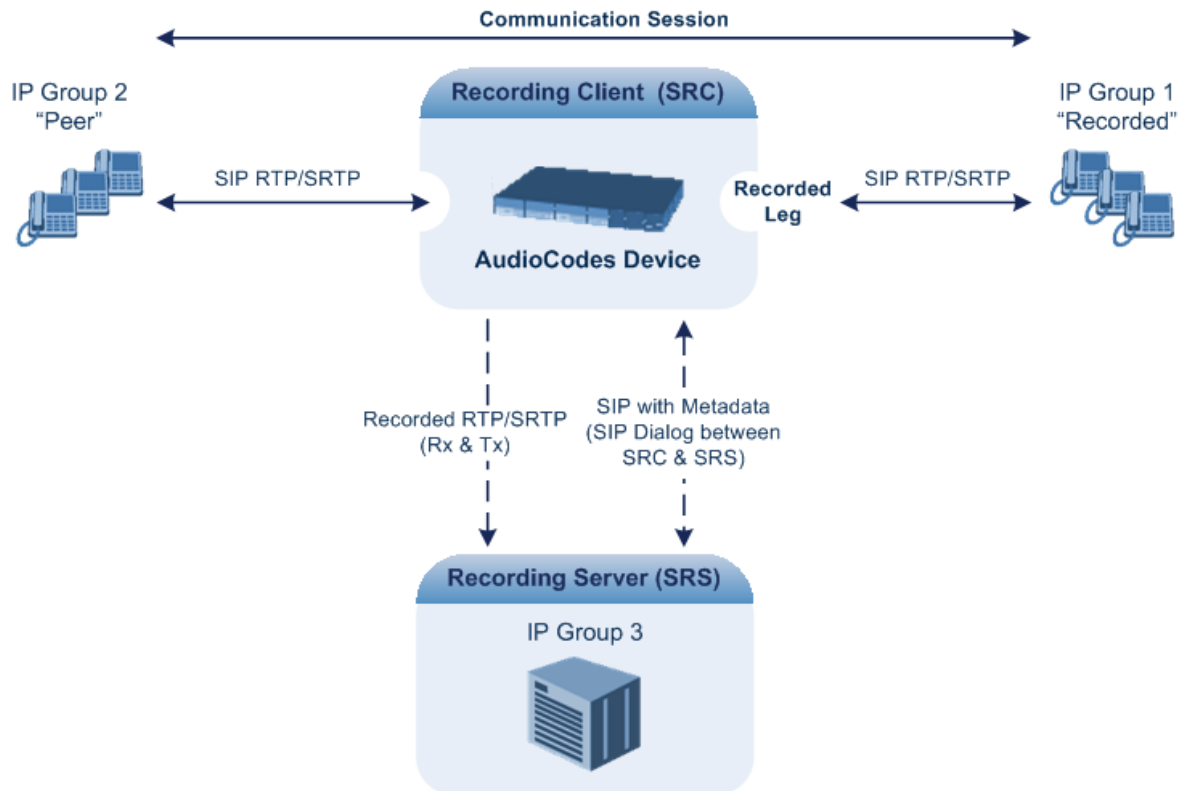 Communication Session
IP Group 2
“Peer”
Recording Client (SRC)
IP Group 1
“Recorded”
SIP RTP/SRTP
Recorded
Leg
SIP RTP/SRTP
AudioCodes Device
Recorded RTP/SRTP
(Rx & Tx)
SIP with Metadata
(SIP Dialog between
SRC & SRS)
Recording Server (SRS)
IP Group 3